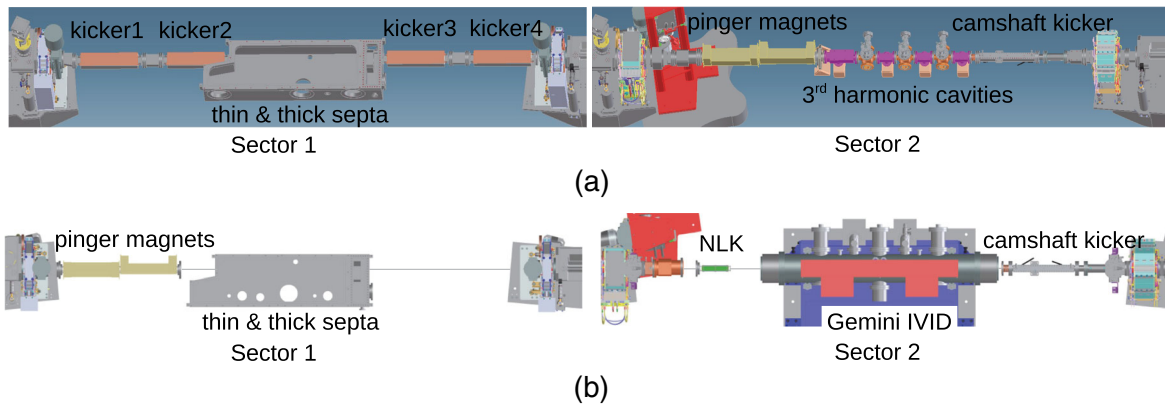 kicker1 kicker2 kicker3 kicker4
thin & thick septa
Sector 1
pinger magnets camshaft kicker
3rd harmonic cavities
Sector 2
(a)
pinger magnets
thin & thick septa
Sector 1
NLK camshaft kicker
Gemini IVID
Sector 2
(b)